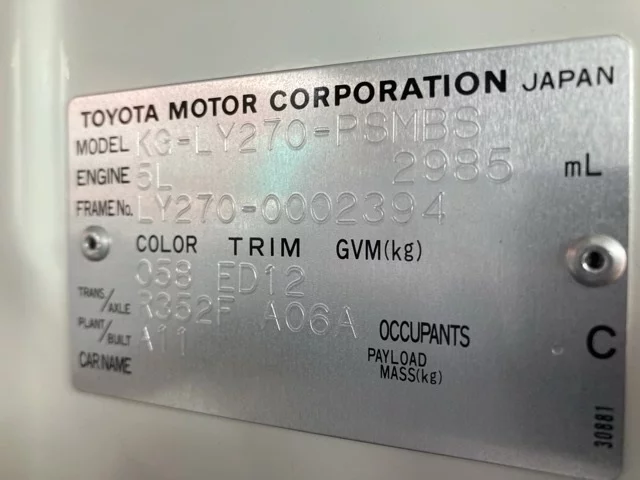 TOYOTA MOTOR CORPORATION JAPAN
MODEL KG-LY270-PSMBS
ENGINE 5L 2985 mL
FRAME No. LY270-0002394
COLOR TRIM GVM(kg)
058 ED12
TRANS/AXLE R352F A06A
PLANT/BUILT A11 OCCUPANTS C
CAR NAME PAYLOAD MASS(kg)
30881